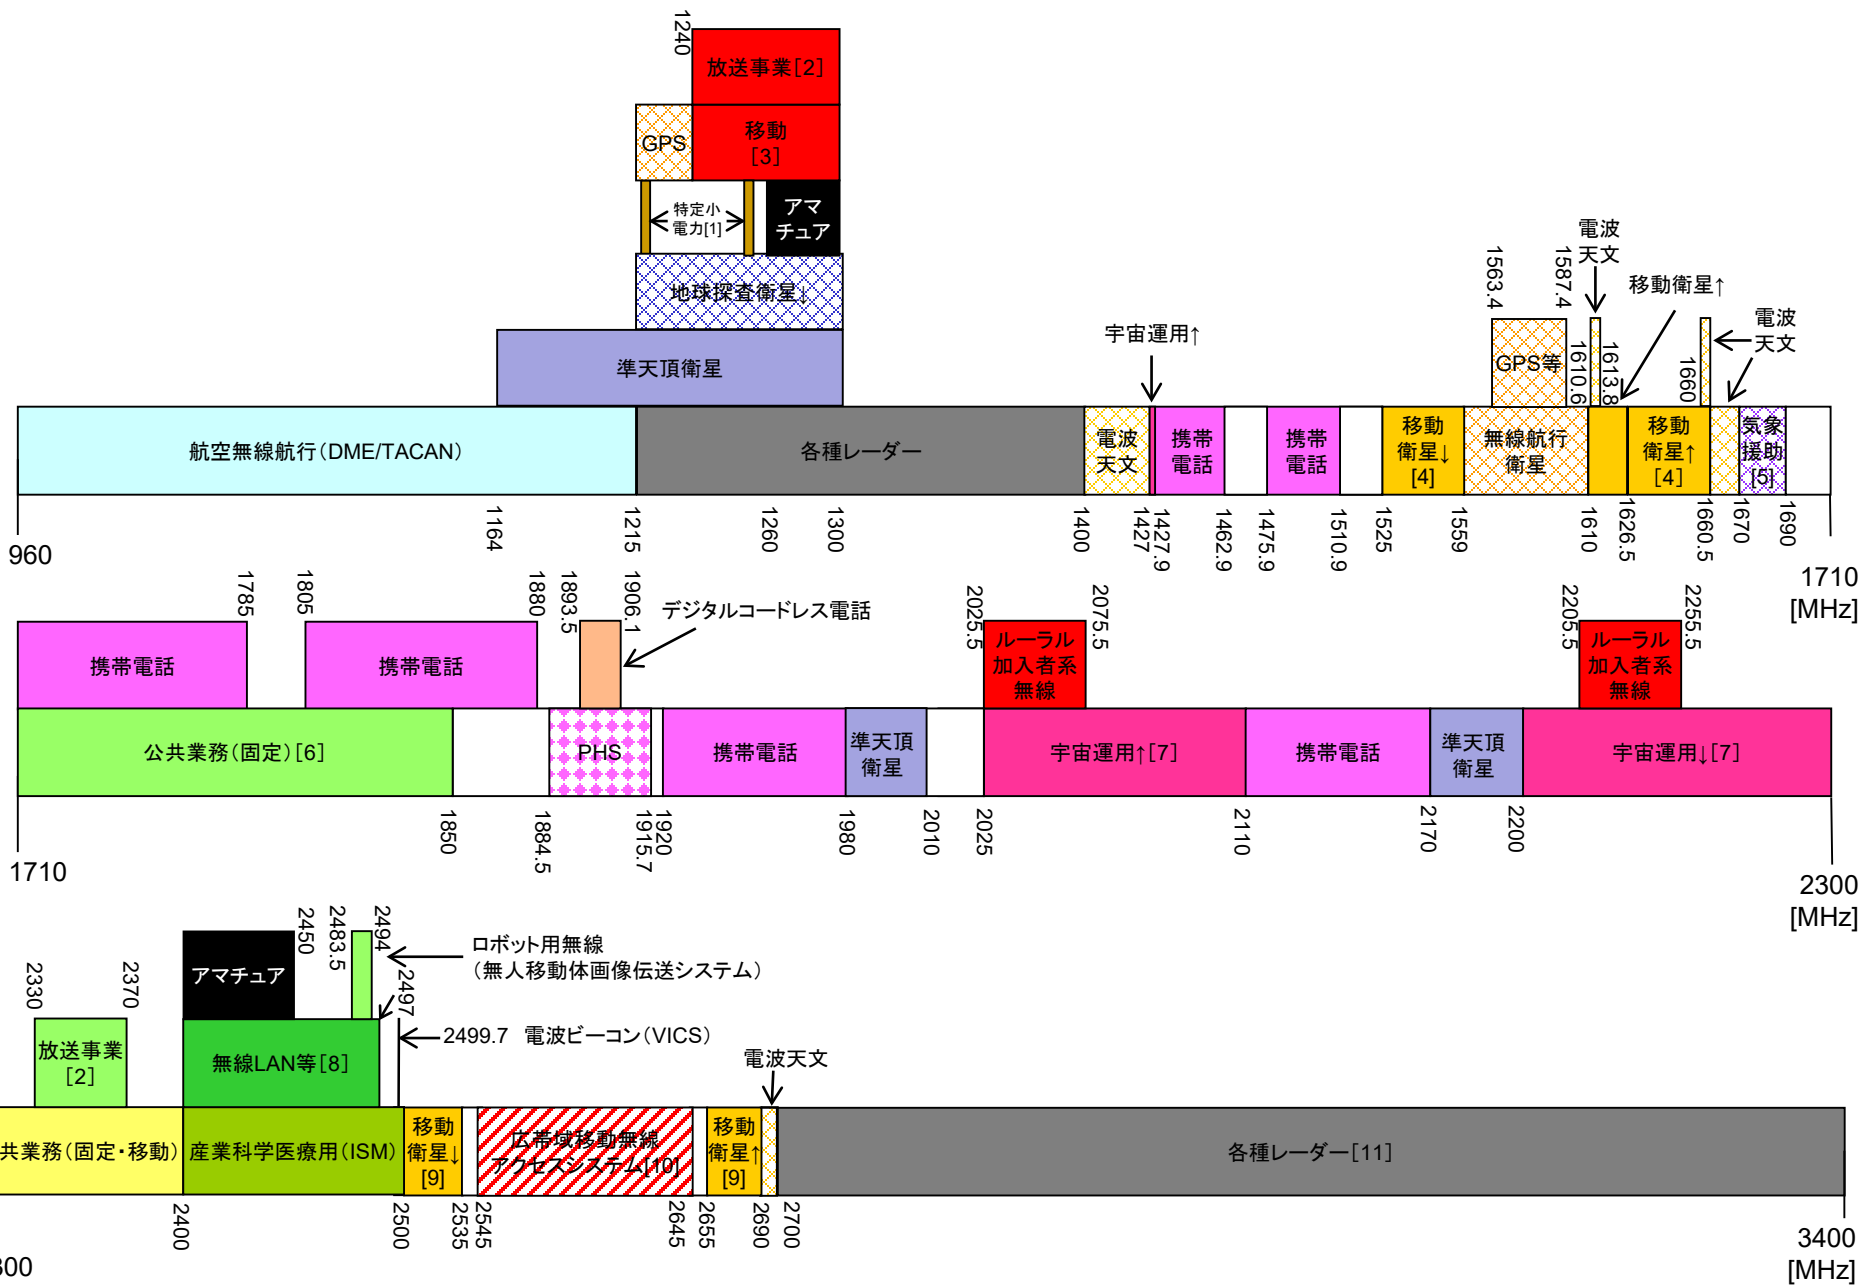 1240
放送事業[2]
GPS
移動
[3]
特定小
電力[1]
アマ
チュア
地球探査衛星↓
準天頂衛星
宇宙運用↑
1563.4
1587.4
電波
天文
移動衛星↑
電波
天文
GPS等
1610.6
1613.8
1660
航空無線航行(DME/TACAN)
各種レーダー
電波
天文
携帯
電話
携帯
電話
移動
衛星↓
[4]
無線航行
衛星
移動
衛星↑
[4]
気象
援助
[5]
960
1164
1215
1260
1300
1400
1427
1427.9
1462.9
1475.9
1510.9
1525
1559
1610
1626.5
1660.5
1670
1690
1710
[MHz]
1785
1805
1880
1893.5
1906.1
デジタルコードレス電話
2025.5
2075.5
2205.5
2255.5
携帯電話
携帯電話
ルーラル
加入者系
無線
ルーラル
加入者系
無線
公共業務(固定)[6]
PHS
携帯電話
準天頂
衛星
宇宙運用↑[7]
携帯電話
準天頂
衛星
宇宙運用↓[7]
1710
1850
1884.5
1915.7
1920
1980
2010
2025
2110
2170
2200
2300
[MHz]
2330
2370
アマチュア
2450
2483.5
2494
2497
ロボット用無線
(無人移動体画像伝送システム)
放送事業
[2]
無線LAN等[8]
2499.7 電波ビーコン(VICS)
電波天文
共業務(固定・移動)
産業科学医療用(ISM)
移動
衛星↓
[9]
広帯域移動無線
アクセスシステム[10]
移動
衛星↑
[9]
各種レーダー[11]
2400
2500
2535
2545
2645
2655
2690
2700
3400
[MHz]
00